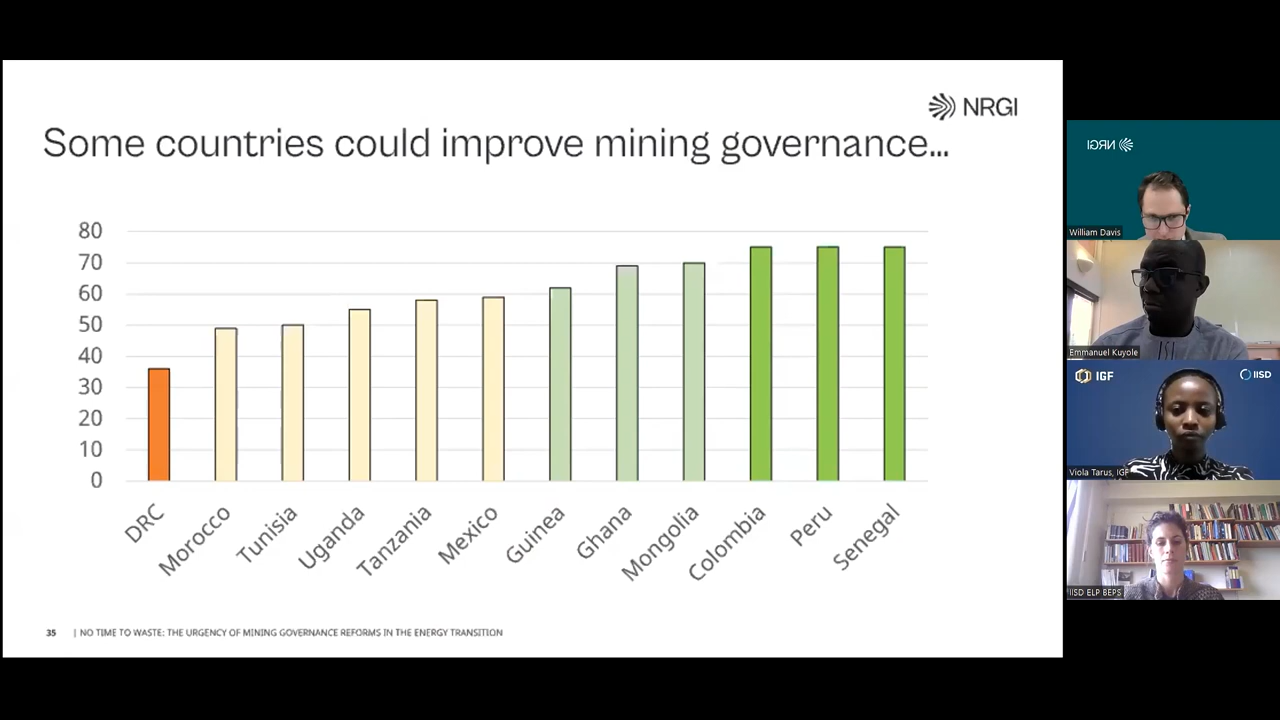 NRGI
Some countries could improve mining governance...
80
70
60
50
40
30
20
10
0
DRC
Morocco
Tunisia
Uganda
Tanzania
Mexico
Guinea
Ghana
Mongolia
Colombia
Peru
Senegal
35 | NO TIME TO WASTE: THE URGENCY OF MINING GOVERNANCE REFORMS IN THE ENERGY TRANSITION
NRGI
William Davis
Emmanuel Kuyole
IGF
IISD
Viola Tarus, IGF
IISD ELP BEPS